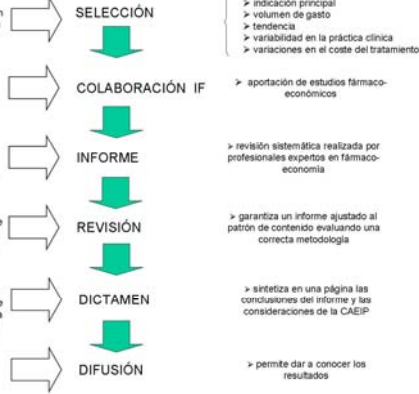 SELECCIÓN
➢ indicación principal
➢ volumen de gasto
➢ tendencia
➢ variabilidad en la práctica clínica
➢ variaciones en el coste del tratamiento
COLABORACIÓN IF
➢ aportación de estudios fármaco-
económicos
INFORME
➢ revisión sistemática realizada por
profesionales expertos en fármaco-
economía
REVISIÓN
➢ garantiza un informe ajustado al
patrón de contenido evaluando una
correcta metodología
DICTAMEN
➢ sintetiza en una página las
conclusiones del informe y las
consideraciones de la CAEIP
DIFUSIÓN
➢ permite dar a conocer los
resultados